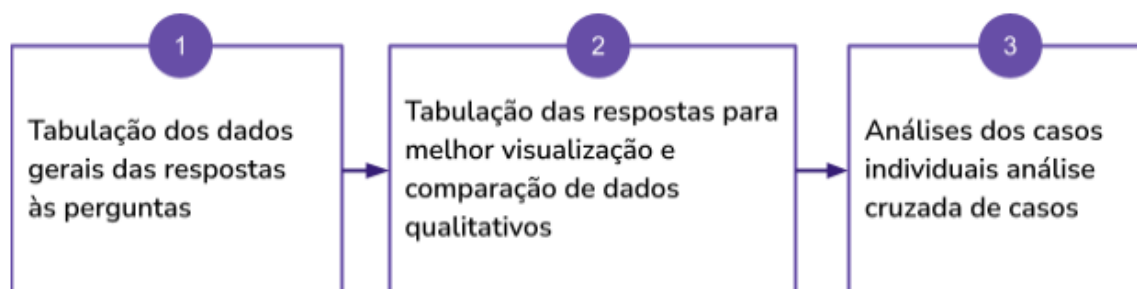 1
Tabulação dos dados
gerais das respostas
às perguntas
2
Tabulação das respostas para
melhor visualização e
comparação de dados
qualitativos
3
Análises dos casos
individuais análise
cruzada de casos